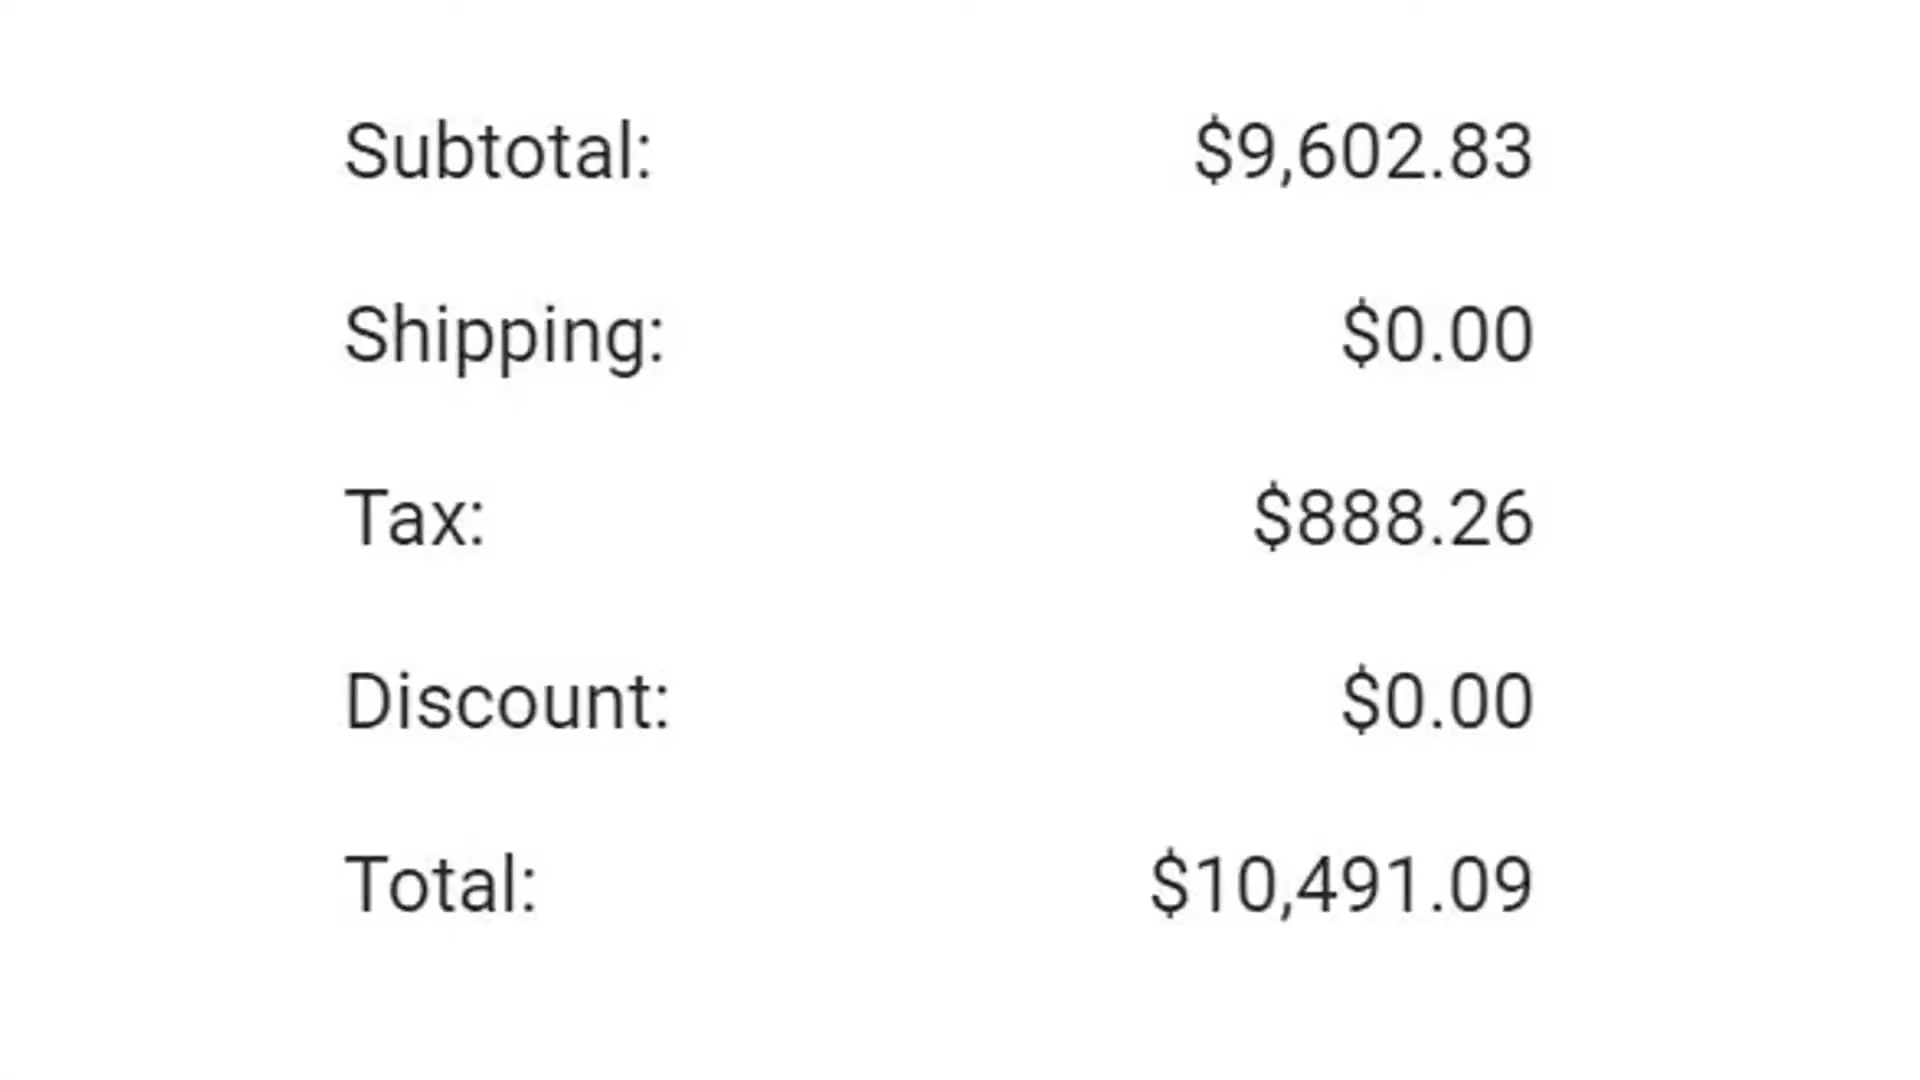 Subtotal: $9,602.83
Shipping: $0.00
Tax: $888.26
Discount: $0.00
Total: $10,491.09